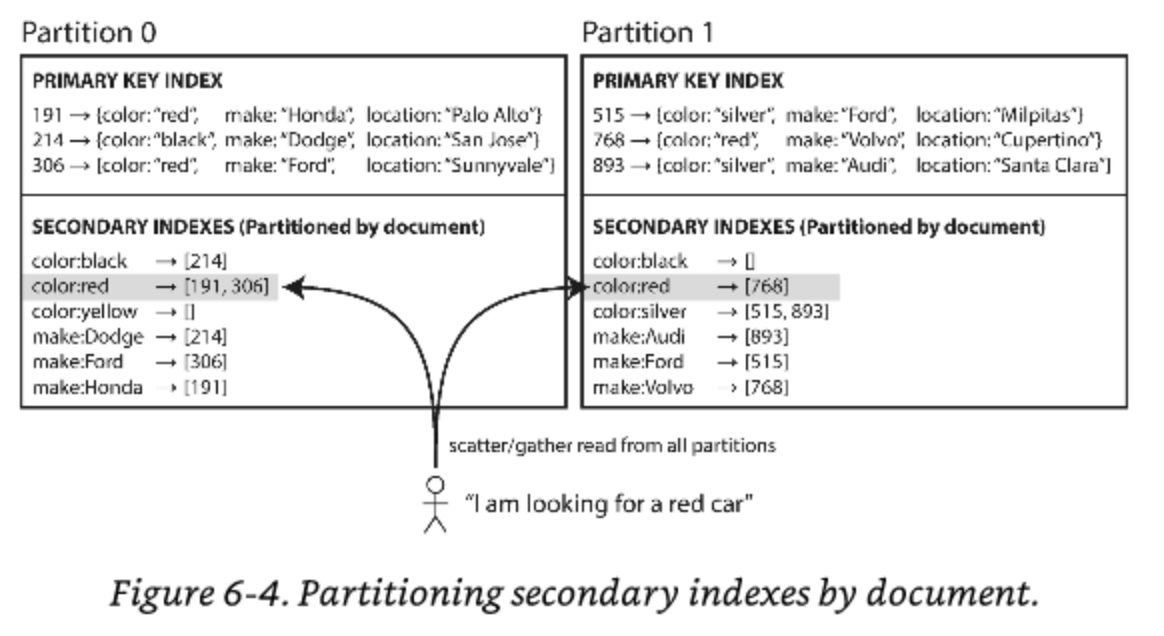 Partition 0
PRIMARY KEY INDEX
191 → {color: “red”, make: “Honda”, location: “Palo Alto”}
214 → {color: “black”, make: “Dodge”, location: “San Jose”}
306 → {color: “red”, make: “Ford”, location: “Sunnyvale”}
SECONDARY INDEXES (Partitioned by document)
color:black → [214]
color:red → [191, 306]
color:yellow → []
make:Dodge → [214]
make:Ford → [306]
make:Honda → [191]
Partition 1
PRIMARY KEY INDEX
515 → {color: “silver”, make: “Ford”, location: “Milpitas”}
768 → {color: “red”, make: “Volvo”, location: “Cupertino”}
893 → {color: “silver”, make: “Audi”, location: “Santa Clara”}
SECONDARY INDEXES (Partitioned by document)
color:black → []
color:red → [768]
color:silver → [515, 893]
make:Audi → [893]
make:Ford → [515]
make:Volvo → [768]
scatter/gather read from all partitions
“I am looking for a red car”
Figure 6-4. Partitioning secondary indexes by document.